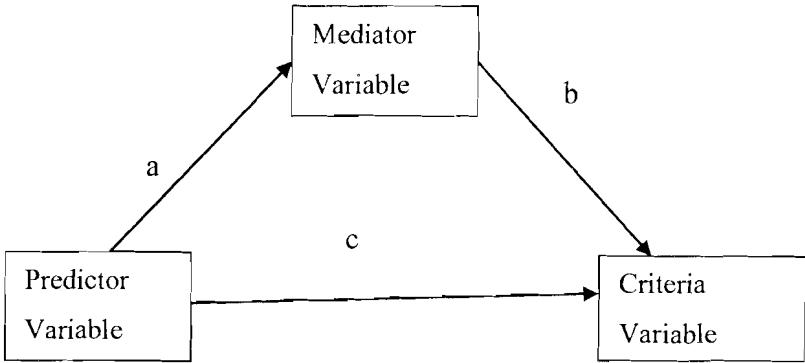 Mediator
Variable
b
a
c
Predictor
Variable
Criteria
Variable